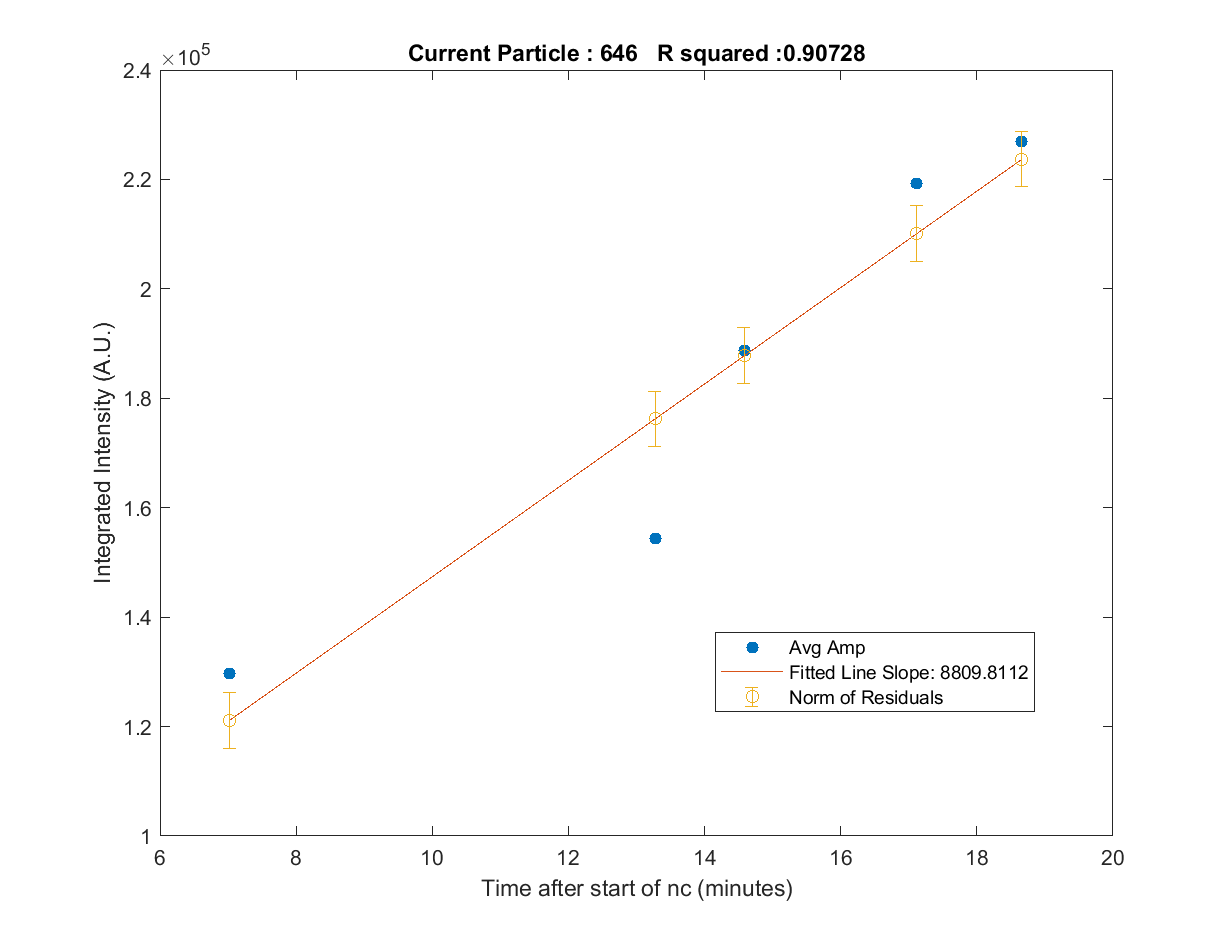 Current Particle : 646 R squared :0.90728
×10^5
2.4
2.2
2
1.8
1.6
1.4
1.2
1
6 8 10 12 14 16 18 20
Integrated Intensity (A.U.)
Time after start of nc (minutes)
Avg Amp
Fitted Line Slope: 8809.8112
Norm of Residuals